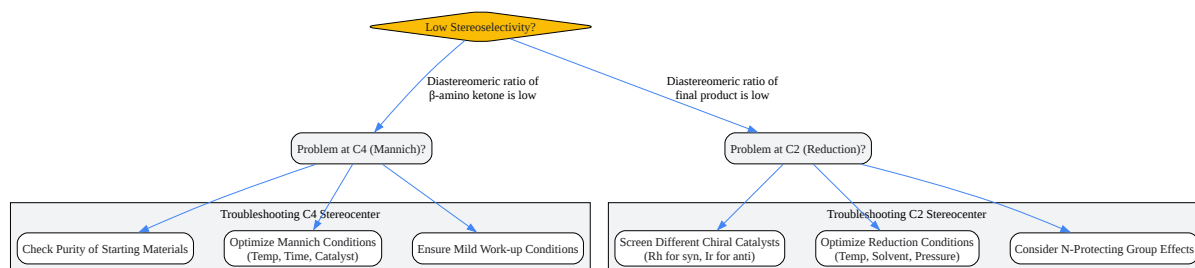 Low Stereoselectivity?
Diastereomeric ratio of
β-amino ketone is low
Diastereomeric ratio of
final product is low
Problem at C4 (Mannich)?
Problem at C2 (Reduction)?
Troubleshooting C4 Stereocenter
Check Purity of Starting Materials
Optimize Mannich Conditions
(Temp, Time, Catalyst)
Ensure Mild Work-up Conditions
Troubleshooting C2 Stereocenter
Screen Different Chiral Catalysts
(Rh for syn, Ir for anti)
Optimize Reduction Conditions
(Temp, Solvent, Pressure)
Consider N-Protecting Group Effects